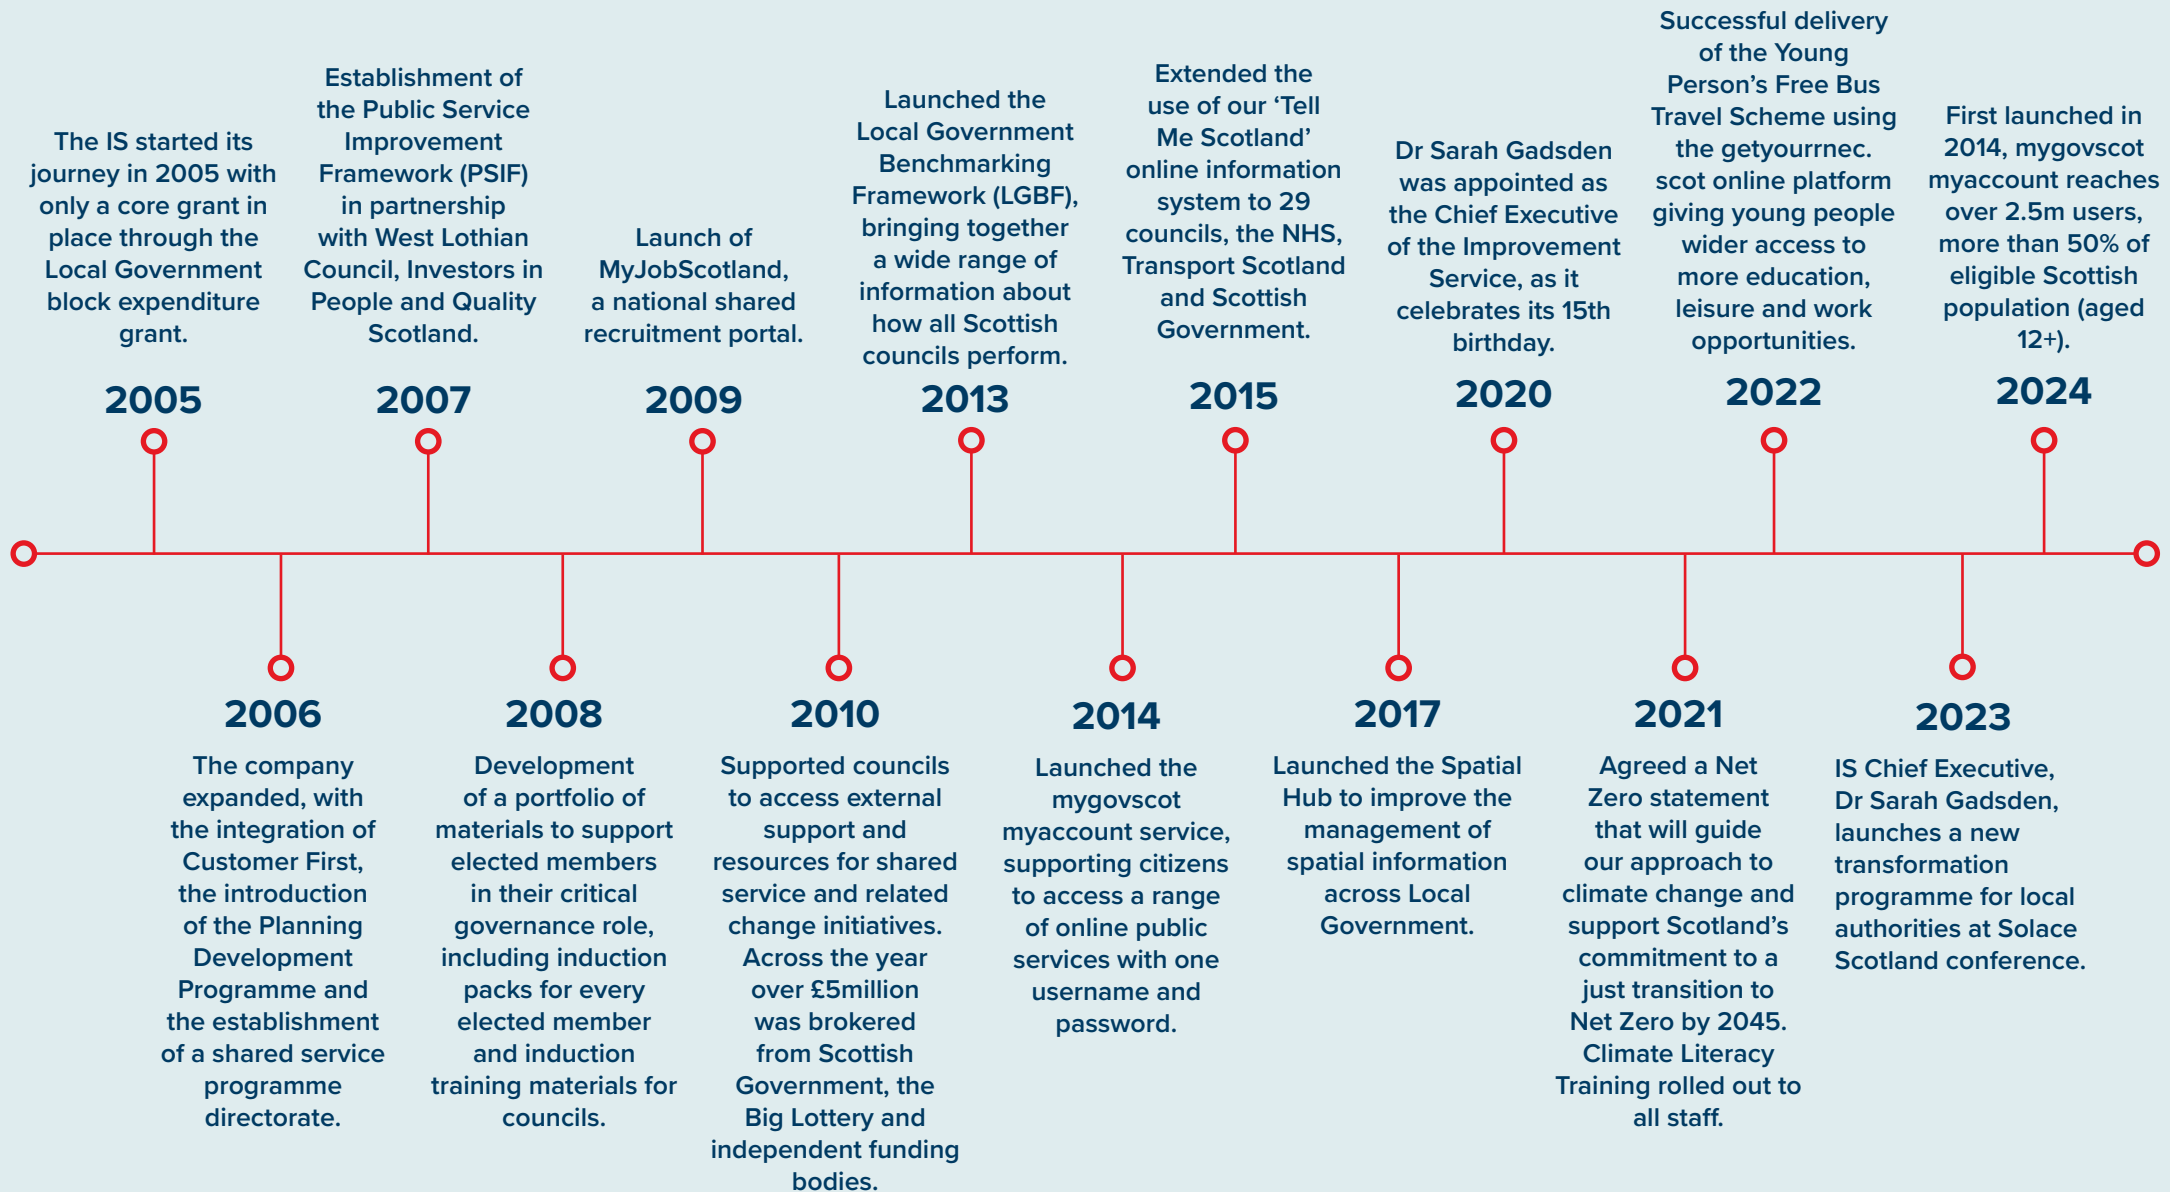 The IS started its
journey in 2005 with
only a core grant in
place through the
Local Government
block expenditure
grant.
2005
Establishment of
the Public Service
Improvement
Framework (PSIF)
in partnership
with West Lothian
Council, Investors in
People and Quality
Scotland.
2007
Launch of
MyJobScotland,
a national shared
recruitment portal.
2009
Launched the
Local Government
Benchmarking
Framework (LGBF),
bringing together
a wide range of
information about
how all Scottish
councils perform.
2013
Extended the
use of our ‘Tell
Me Scotland’
online information
system to 29
councils, the NHS,
Transport Scotland
and Scottish
Government.
2015
Dr Sarah Gadsden
was appointed as
the Chief Executive
of the Improvement
Service, as it
celebrates its 15th
birthday.
2020
Successful delivery
of the Young
Person’s Free Bus
Travel Scheme using
the getyourrnec.
scot online platform
giving young people
wider access to
more education,
leisure and work
opportunities.
2022
First launched in
2014, mygovscot
myaccount reaches
over 2.5m users,
more than 50% of
eligible Scottish
population (aged
12+).
2024
2006
The company
expanded, with
the integration of
Customer First,
the introduction
of the Planning
Development
Programme and
the establishment
of a shared service
programme
directorate.
2008
Development
of a portfolio of
materials to support
elected members
in their critical
governance role,
including induction
packs for every
elected member
and induction
training materials for
councils.
2010
Supported councils
to access external
support and
resources for shared
service and related
change initiatives.
Across the year
over £5million
was brokered
from Scottish
Government, the
Big Lottery and
independent funding
bodies.
2014
Launched the
mygovscot
myaccount service,
supporting citizens
to access a range
of online public
services with one
username and
password.
2017
Launched the Spatial
Hub to improve the
management of
spatial information
across Local
Government.
2021
Agreed a Net
Zero statement
that will guide
our approach to
climate change and
support Scotland’s
commitment to a
just transition to
Net Zero by 2045.
Climate Literacy
Training rolled out to
all staff.
2023
IS Chief Executive,
Dr Sarah Gadsden,
launches a new
transformation
programme for local
authorities at Solace
Scotland conference.